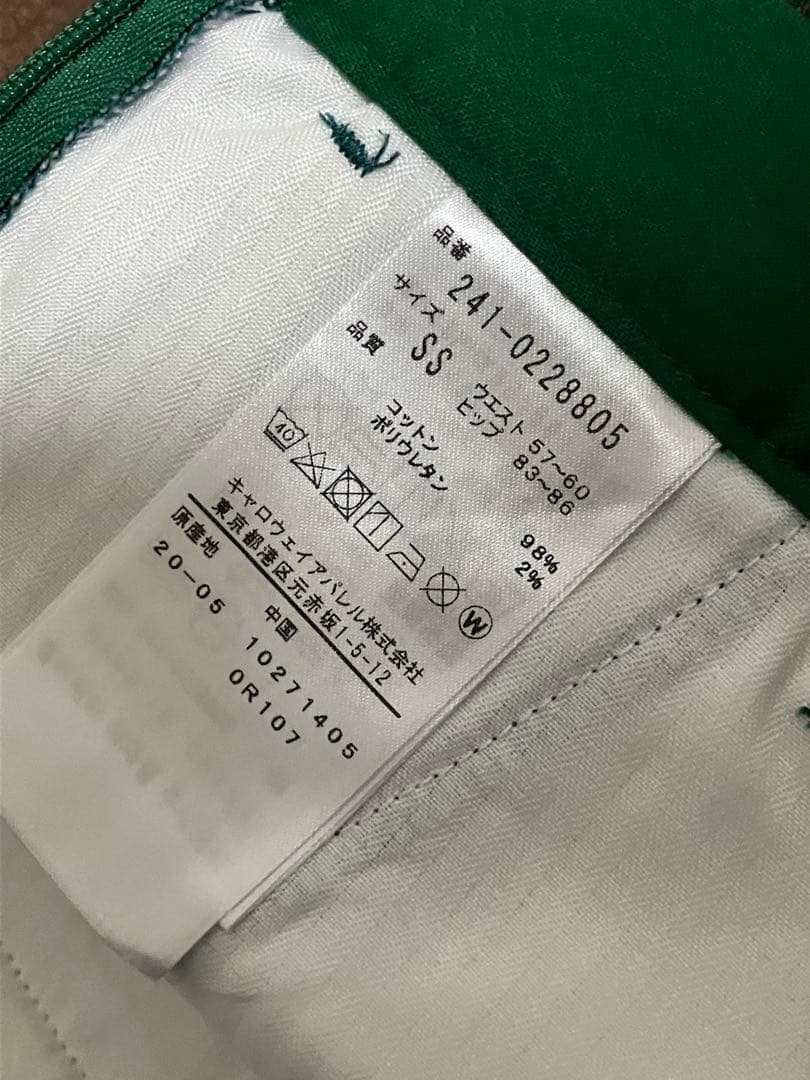 品番
241-0228805
サイズ
SS
ウエスト 57~60
ヒップ 83~86
品質
コットン 98%
ポリウレタン 2%
40
W
キャロウェイアパレル株式会社
東京都港区元赤坂1-5-12
原産地 中国
20-05 10271405
0R107